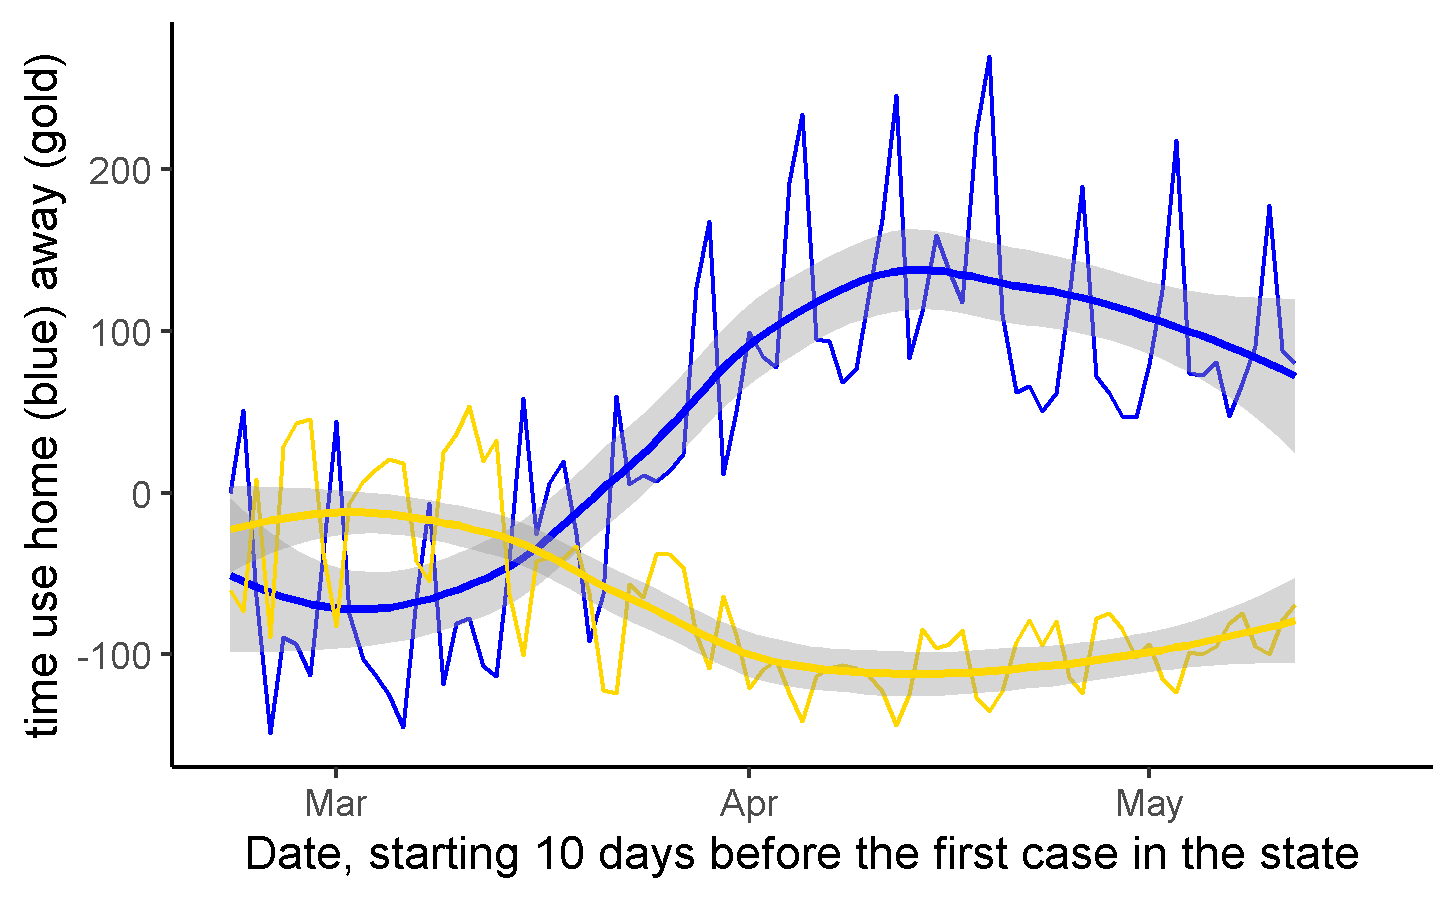 time use home (blue) away (gold)
200
100
0
-100
Mar
Apr
May
Date, starting 10 days before the first case in the state